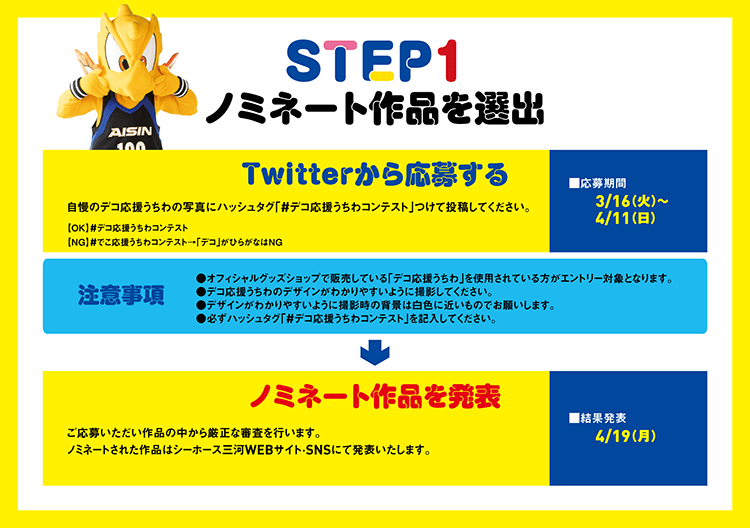 STEP1
ノミネート作品を選出
AISIN
100
Twitterから応募する
自慢のデコ応援うちわの写真にハッシュタグ「#デコ応援うちわコンテスト」つけて投稿してください。
【OK】#デコ応援うちわコンテスト
【NG】#でこ応援うちわコンテスト→「デコ」がひらがなはNG
■応募期間
3/16(火)~
4/11(日)
注意事項
●オフィシャルグッズショップで販売している「デコ応援うちわ」を使用されている方がエントリー対象となります。
●デコ応援うちわのデザインがわかりやすいように撮影してください。
●デザインがわかりやすいように撮影時の背景は白色に近いものでお願いします。
●必ずハッシュタグ「#デコ応援うちわコンテスト」を記入してください。
ノミネート作品を発表
ご応募いただい作品の中から厳正な審査を行います。
ノミネートされた作品はシーホース三河WEBサイト・SNSにて発表いたします。
■結果発表
4/19(月)